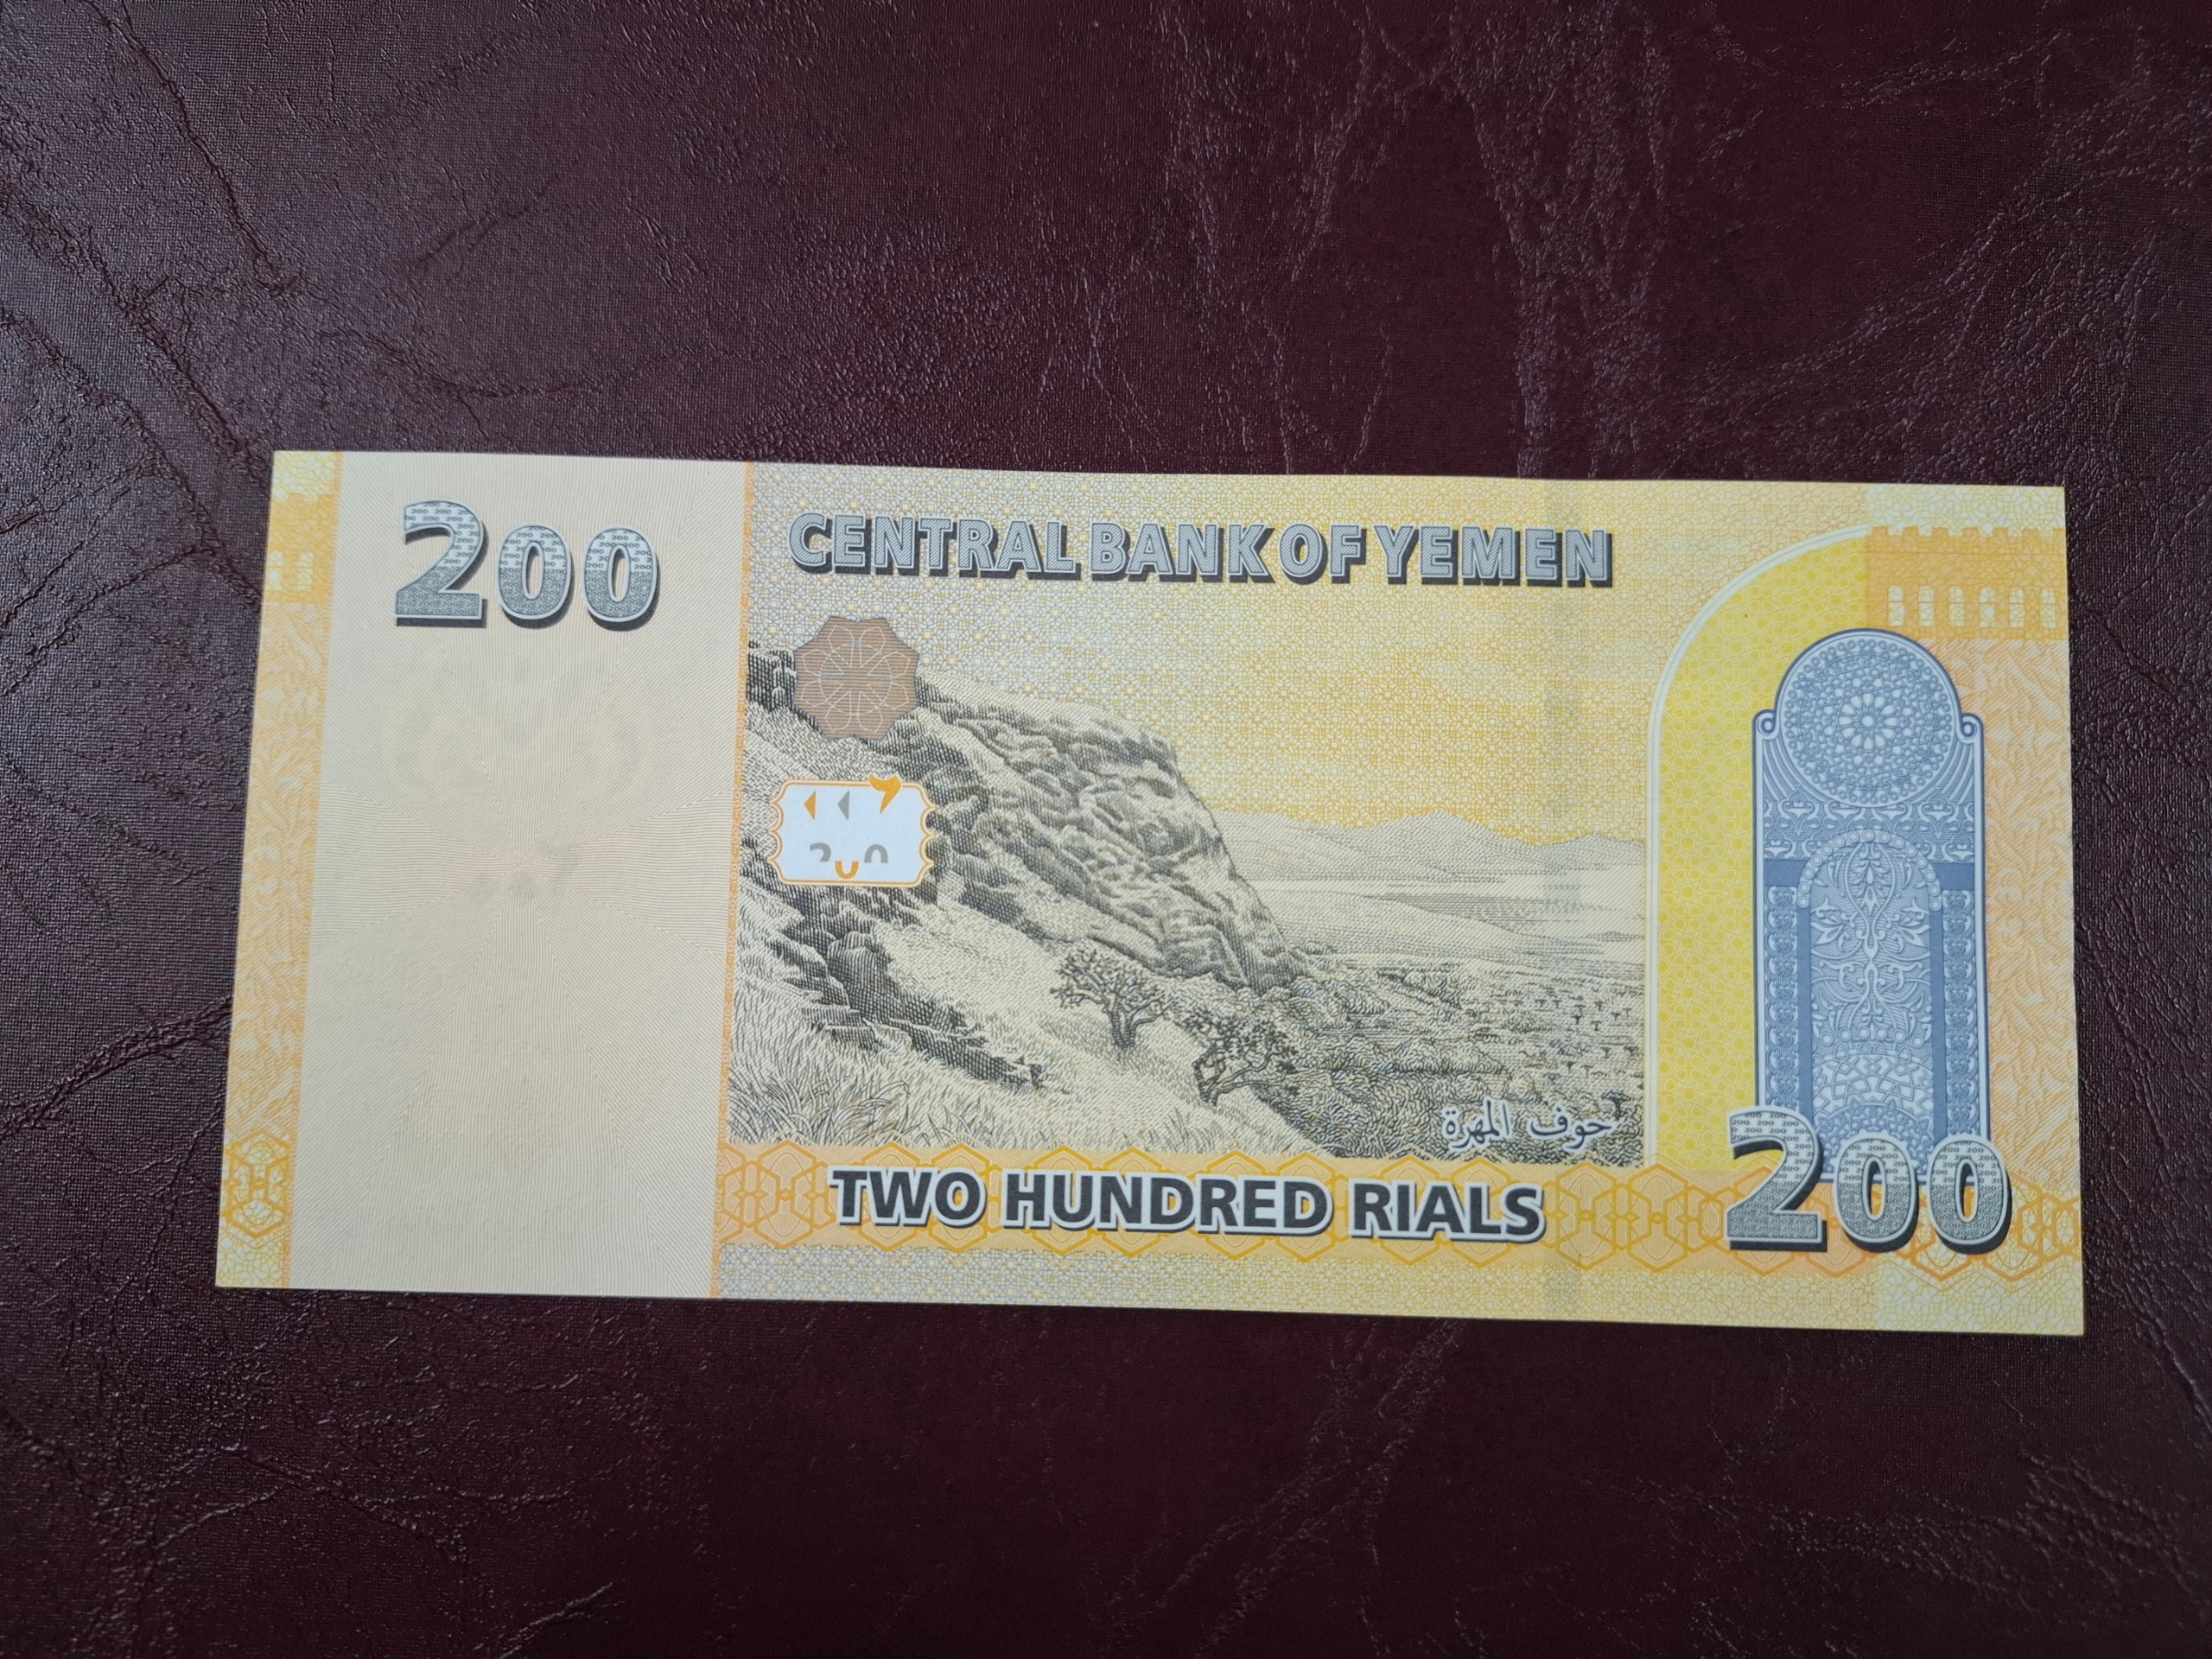 200
CENTRAL BANK OF YEMEN
حوف المهرة
TWO HUNDRED RIALS
200